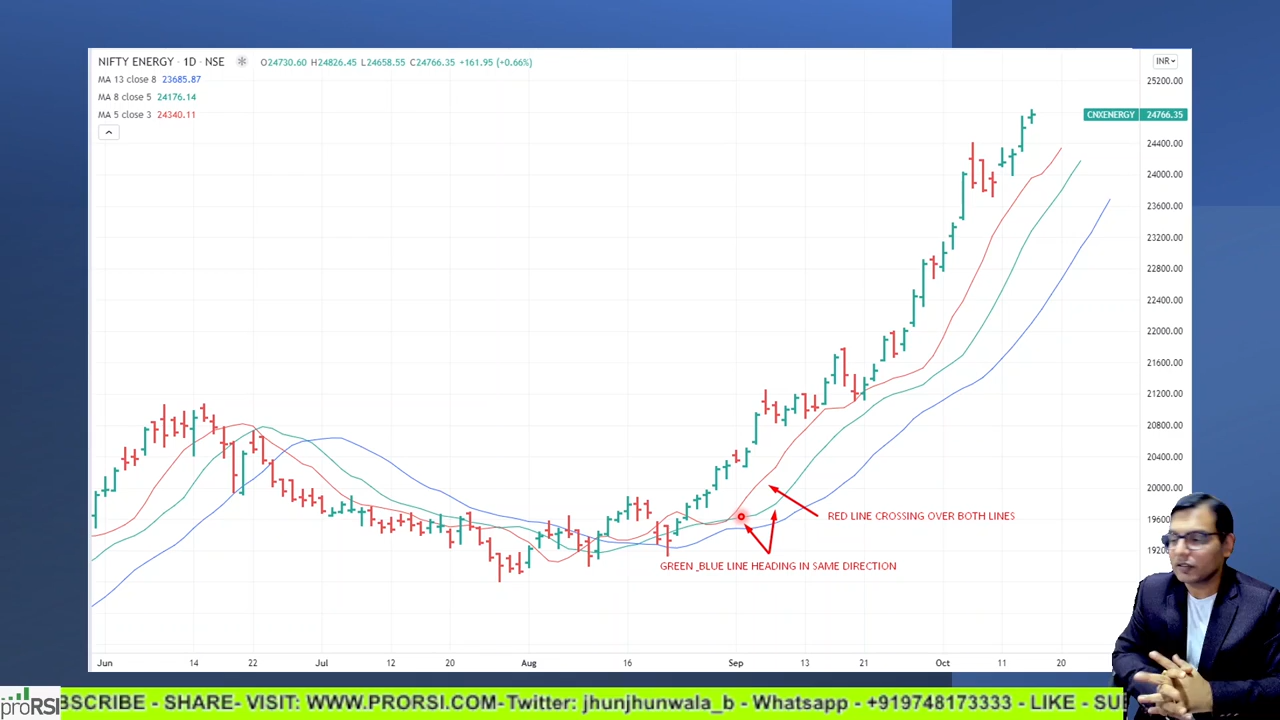 NIFTY ENERGY · 1D · NSE O24730.60 H24826.45 L24658.55 C24766.35 +161.95 (+0.66%)
MA 13 close 8 23685.87
MA 8 close 5 24176.14
MA 5 close 3 24340.11
INR
25200.00
CNXENERGY 24766.35
24400.00
24000.00
23600.00
23200.00
22800.00
22400.00
22000.00
21600.00
21200.00
20800.00
20400.00
20000.00
RED LINE CROSSING OVER BOTH LINES
1960
1920
GREEN_BLUE LINE HEADING IN SAME DIRECTION
Jun 14 22 Jul 12 20 Aug 16 Sep 13 21 Oct 11 20
proRSI
BSCRIBE - SHARE- VISIT: WWW.PRORSI.COM-Twitter: jhunjhunwala_b - Whatsapp - +919748173333 - LIKE - SU